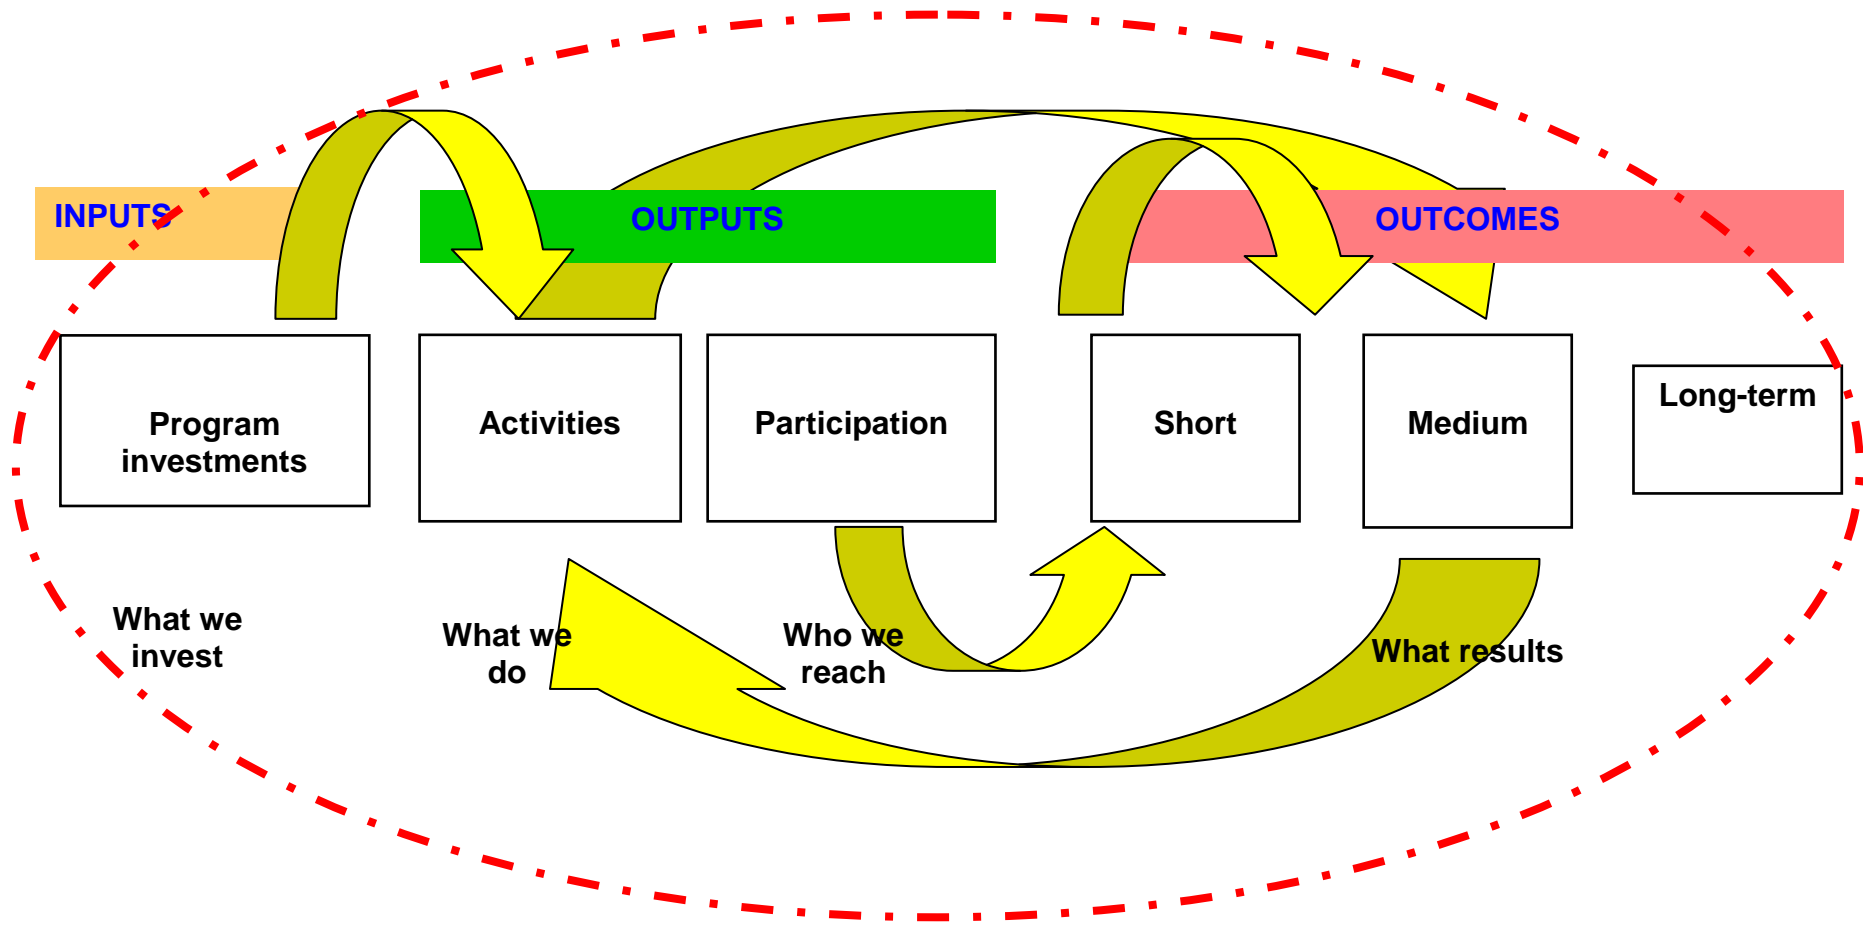 INPUTS
OUTPUTS
OUTCOMES
Program
investments
Activities
Participation
Short
Medium
Long-term
What we
invest
What we
do
Who we
reach
What results